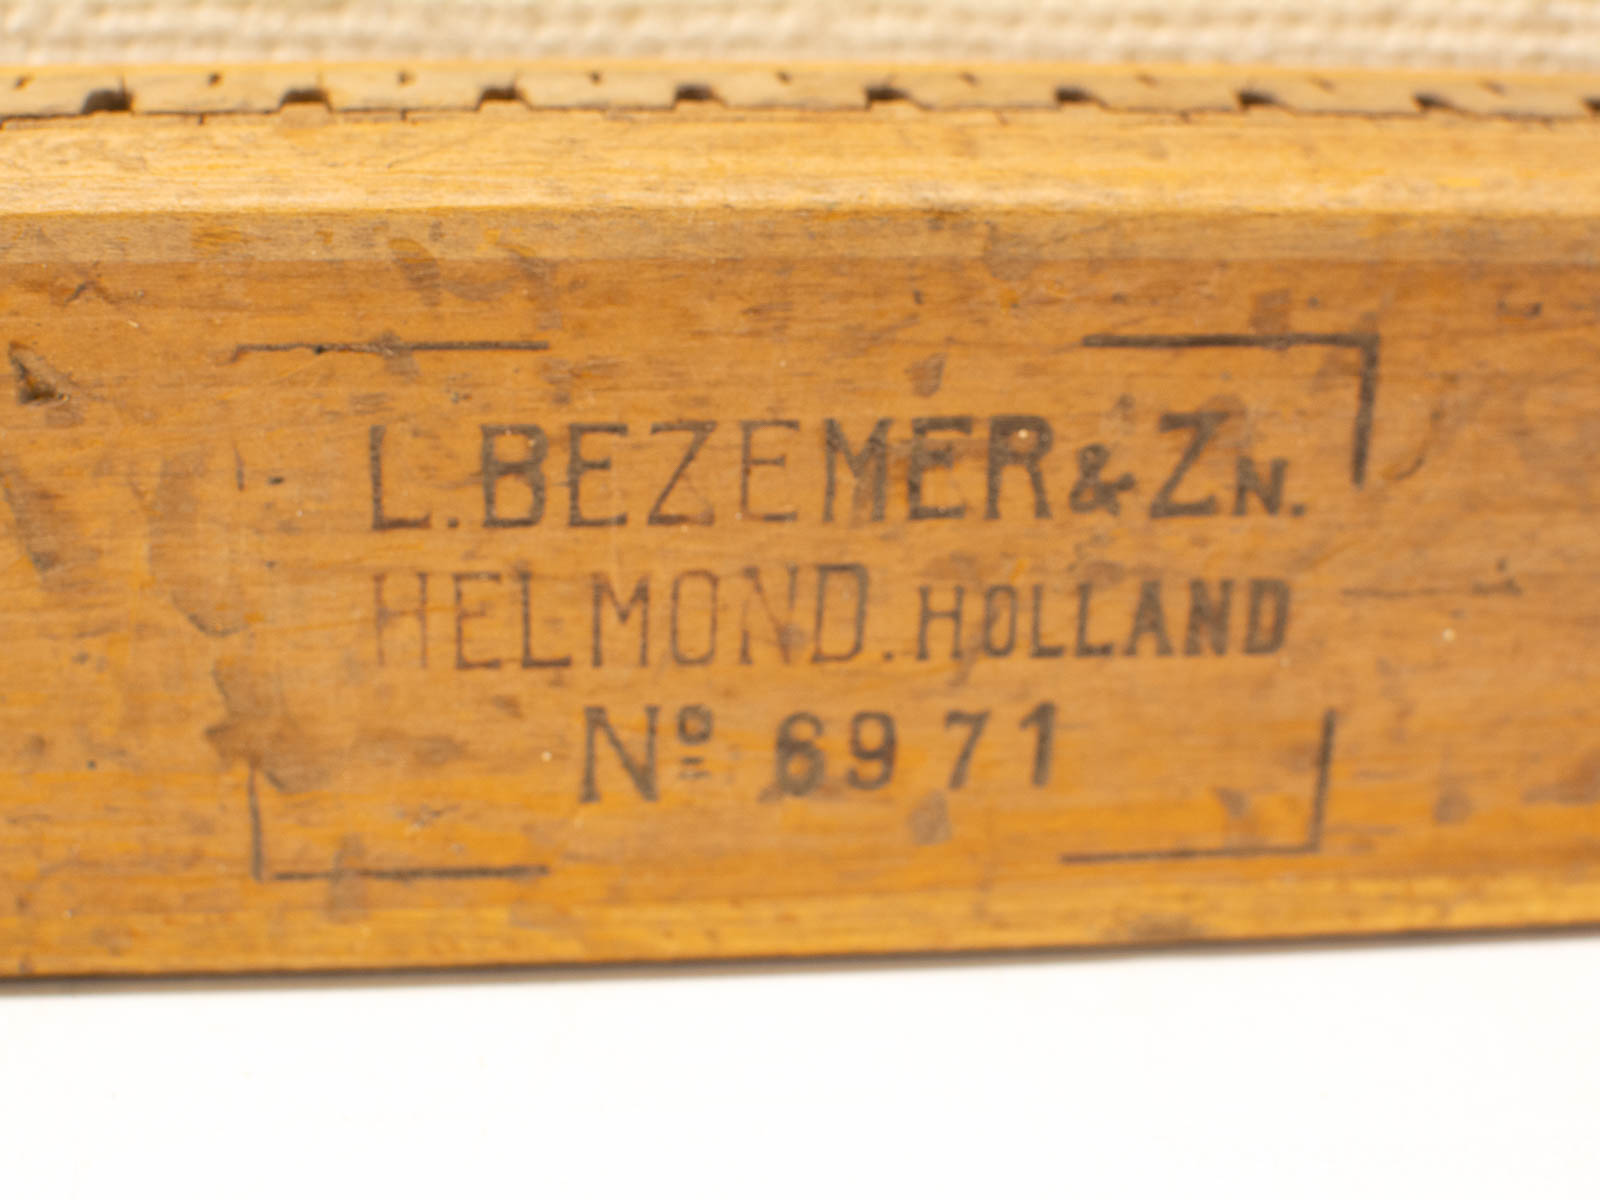 L. BEZEMER & ZN.
HELMOND. HOLLAND
Nº 6971